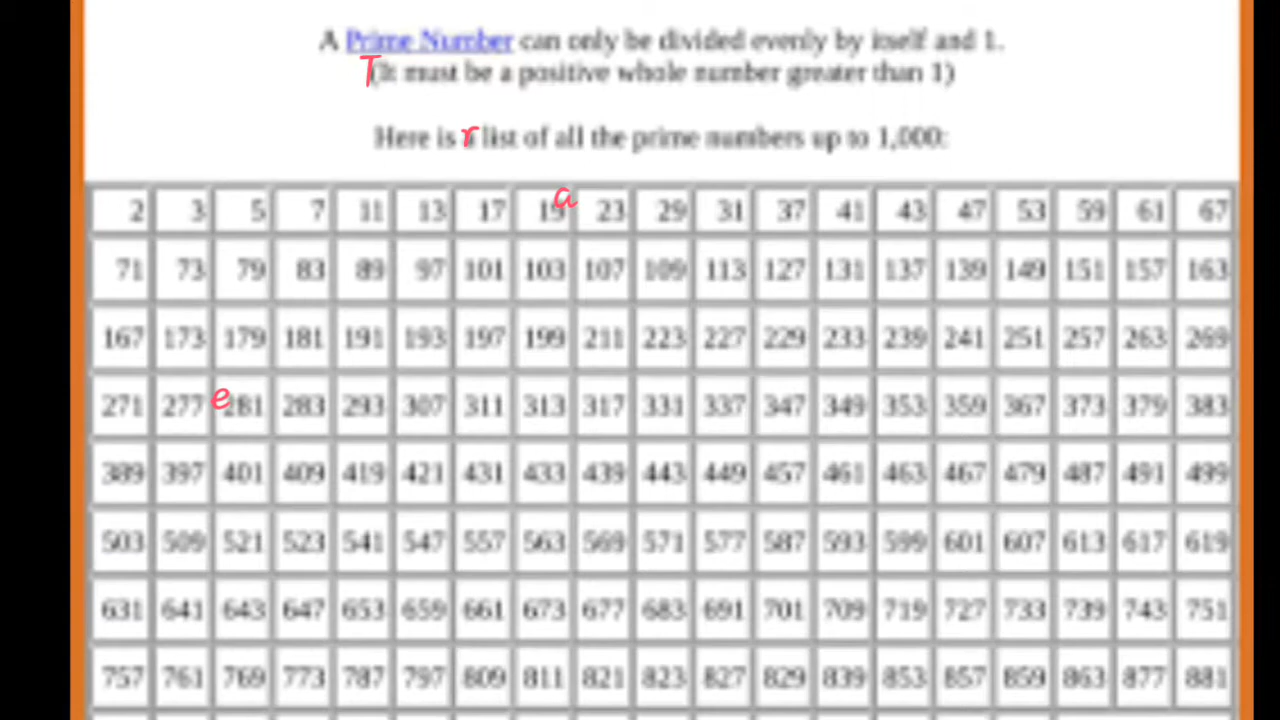 A Prime Number can only be divided evenly by itself and 1.
T(It must be a positive whole number greater than 1)
Here is r list of all the prime numbers up to 1,000:
a
2 3 5 7 11 13 17 19 23 29 31 37 41 43 47 53 59 61 67
71 73 79 83 89 97 101 103 107 109 113 127 131 137 139 149 151 157 163
167 173 179 181 191 193 197 199 211 223 227 229 233 239 241 251 257 263 269
e
271 277 281 283 293 307 311 313 317 331 337 347 349 353 359 367 373 379 383
389 397 401 409 419 421 431 433 439 443 449 457 461 463 467 479 487 491 499
503 509 521 523 541 547 557 563 569 571 577 587 593 599 601 607 613 617 619
631 641 643 647 653 659 661 673 677 683 691 701 709 719 727 733 739 743 751
757 761 769 773 787 797 809 811 821 823 827 829 839 853 857 859 863 877 881